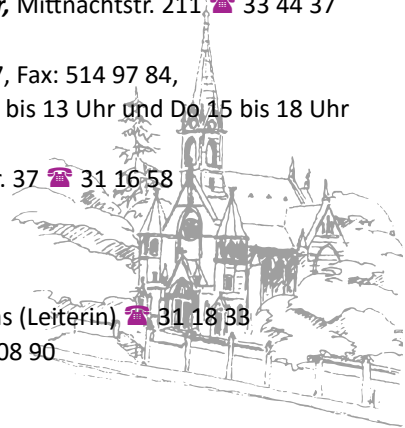 Mittnachtstr. 211 ☎ 33 44 37
, Fax: 514 97 84,
bis 13 Uhr und Do 15 bis 18 Uhr
. 37 ☎ 31 16 58
(Leiterin) ☎ 31 18 33
08 90